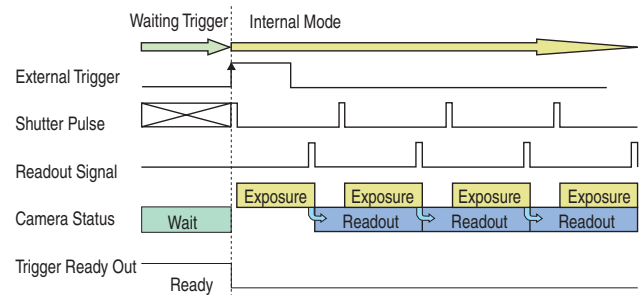 Waiting Trigger Internal Mode
External Trigger
Shutter Pulse
Readout Signal
Exposure Exposure Exposure Exposure
Camera Status Wait Readout Readout Readout
Trigger Ready Out
Ready